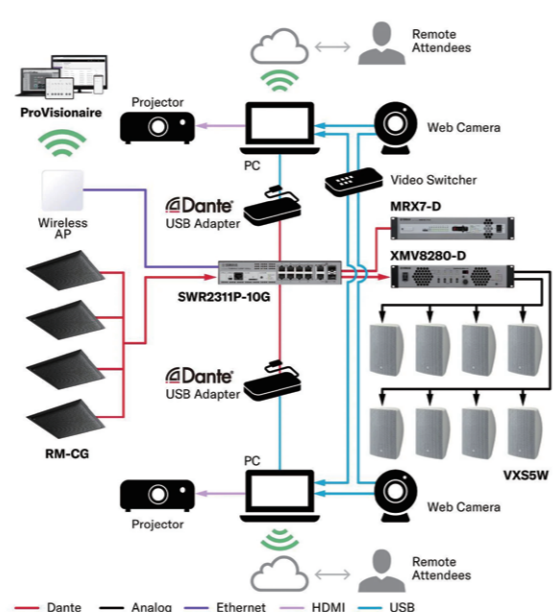 Remote
Attendees
ProVisionaire
Projector
Web Camera
PC
Video Switcher
Dante
USB Adapter
MRX7-D
Wireless
AP
XMV8280-D
SWR2311P-10G
Dante
USB Adapter
RM-CG
VXS5W
PC
Projector
Web Camera
Remote
Attendees
Dante Analog Ethernet HDMI USB